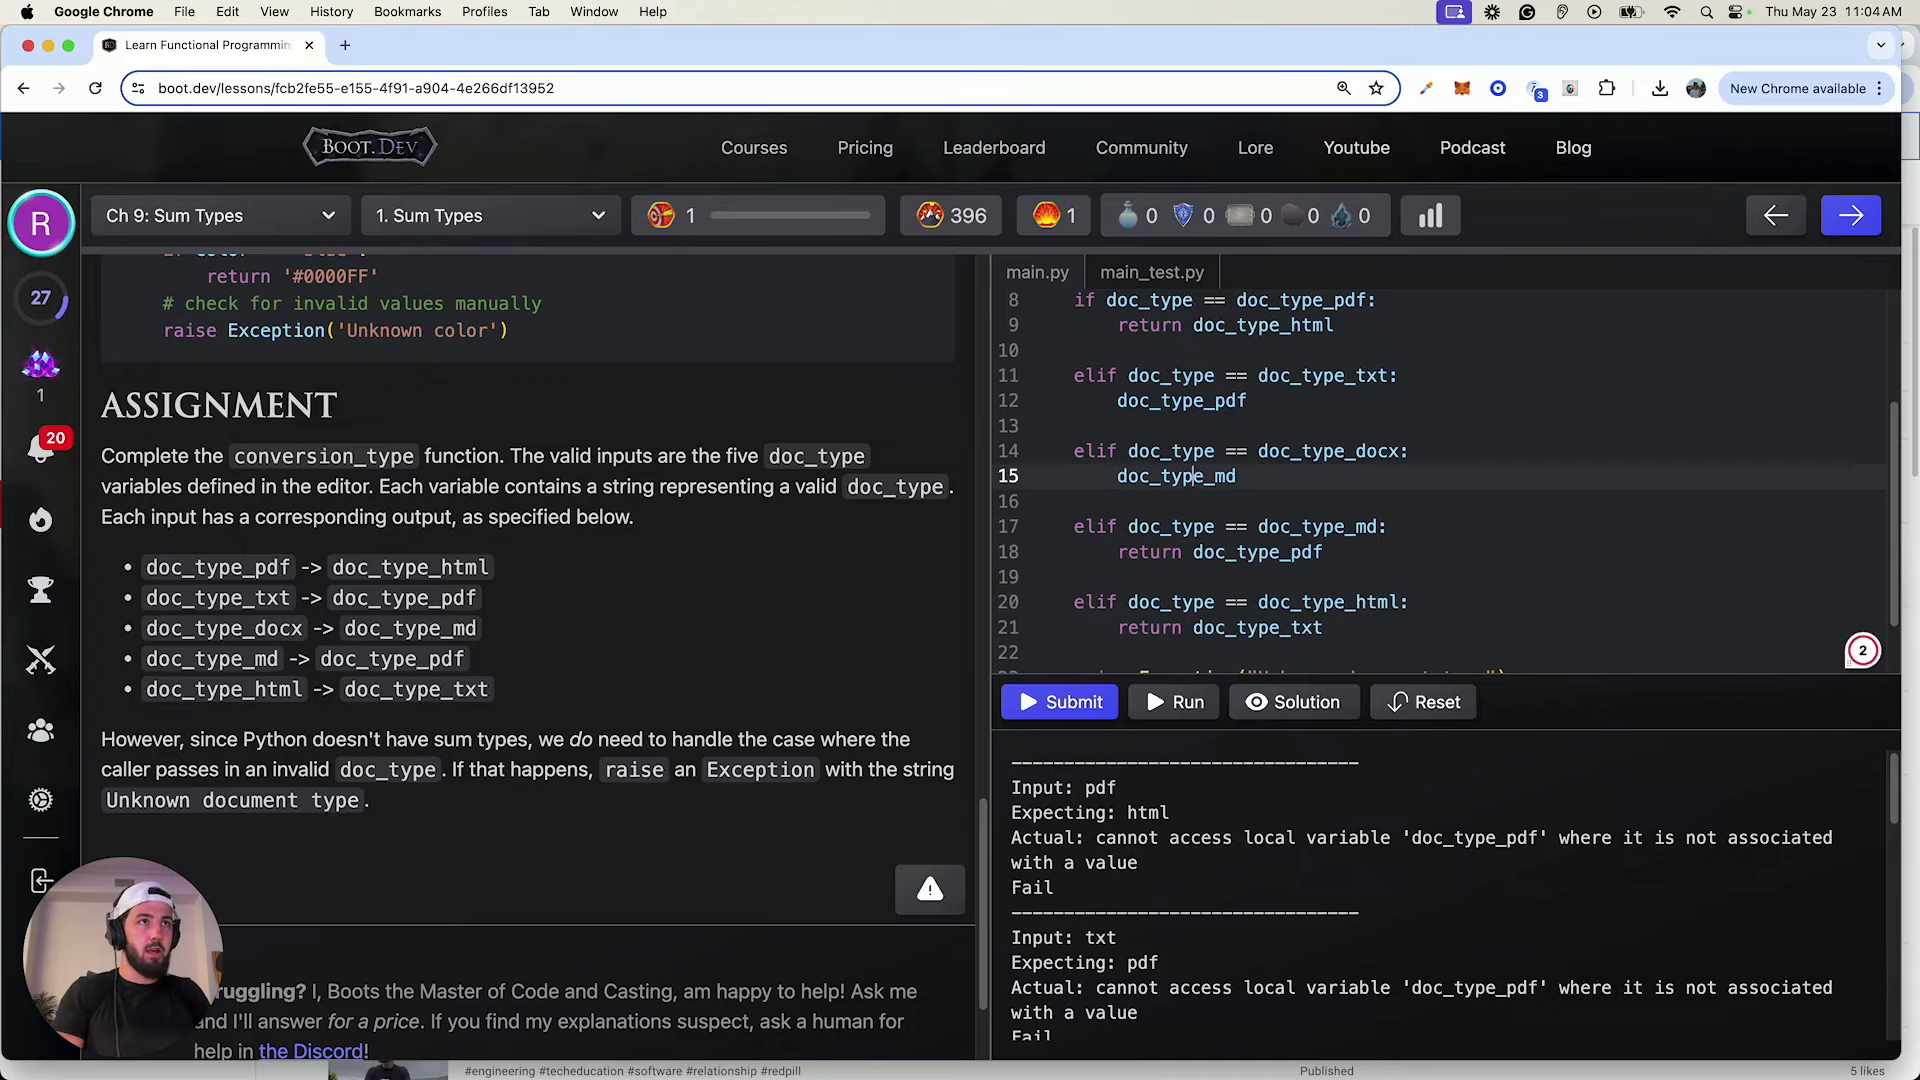 Google Chrome File Edit View History Bookmarks Profiles Tab Window Help
Thu May 23 11:04 AM
Learn Functional Programmin
boot.dev/lessons/fcb2fe55-e155-4f91-a904-4e266df13952
3
New Chrome available
BOOT.DEV
Courses Pricing Leaderboard Community Lore Youtube Podcast Blog
R
Ch 9: Sum Types
1. Sum Types
1
396
1
0 0 0 0 0
27
1
20
return '#0000FF'
# check for invalid values manually
raise Exception('Unknown color')
ASSIGNMENT
Complete the conversion_type function. The valid inputs are the five doc_type
variables defined in the editor. Each variable contains a string representing a valid doc_type.
Each input has a corresponding output, as specified below.
• doc_type_pdf -> doc_type_html
• doc_type_txt -> doc_type_pdf
• doc_type_docx -> doc_type_md
• doc_type_md -> doc_type_pdf
• doc_type_html -> doc_type_txt
However, since Python doesn't have sum types, we do need to handle the case where the
caller passes in an invalid doc_type. If that happens, raise an Exception with the string
Unknown document type.
ruggling? I, Boots the Master of Code and Casting, am happy to help! Ask me
and I'll answer for a price. If you find my explanations suspect, ask a human for
help in the Discord!
main.py main_test.py
8 if doc_type == doc_type_pdf:
9 return doc_type_html
10
11 elif doc_type == doc_type_txt:
12 doc_type_pdf
13
14 elif doc_type == doc_type_docx:
15 doc_type_md
16
17 elif doc_type == doc_type_md:
18 return doc_type_pdf
19
20 elif doc_type == doc_type_html:
21 return doc_type_txt
22
2
Submit Run Solution Reset
---------------------------------
Input: pdf
Expecting: html
Actual: cannot access local variable 'doc_type_pdf' where it is not associated
with a value
Fail
---------------------------------
Input: txt
Expecting: pdf
Actual: cannot access local variable 'doc_type_pdf' where it is not associated
with a value
Fail
#engineering #techeducation #software #relationship #redpill
Published
5 likes